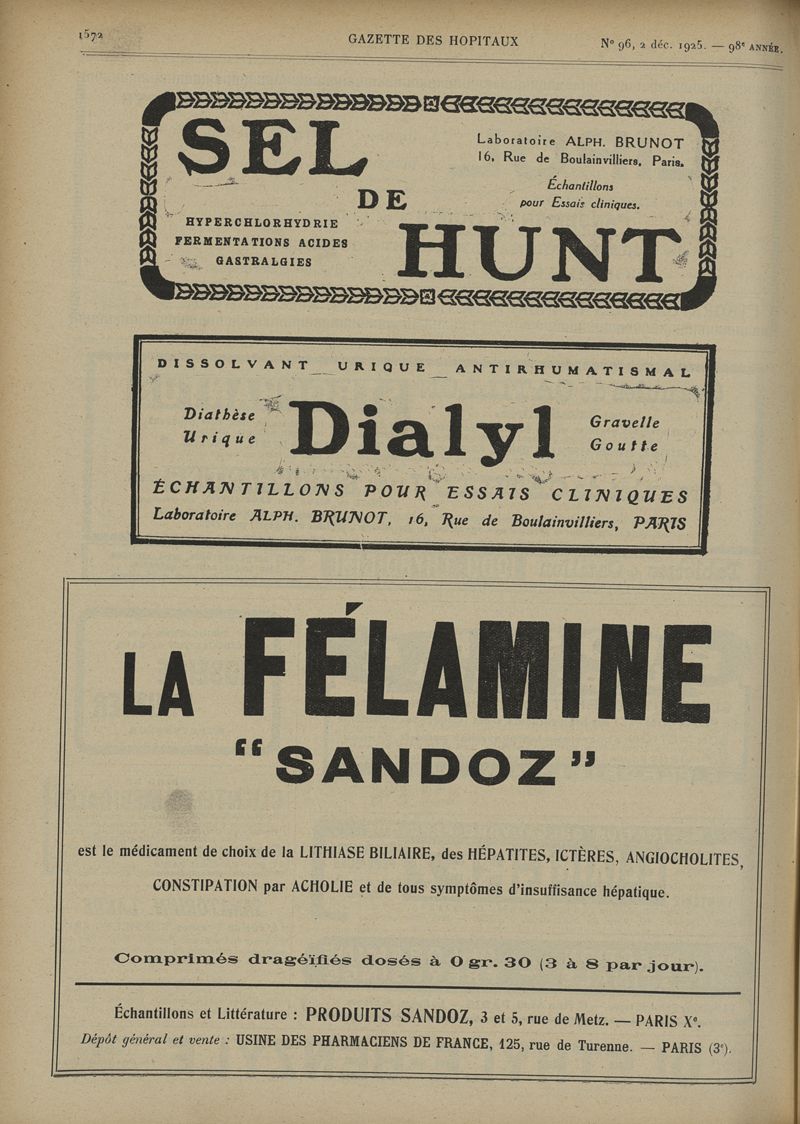 1572
GAZETTE DES HOPITAUX
N° 96, 2 déc. 1925. — 98e ANNÉE.
SEL
DE
HUNT
Laboratoire ALPH. BRUNOT
16, Rue de Boulainvilliers, Paris.
Échantillons
pour Essais cliniques.
HYPERCHLORHYDRIE
FERMENTATIONS ACIDES
GASTRALGIES
DISSOLVANT URIQUE ANTIRHUMATISMAL
Diathèse
Urique
Dialyl
Gravelle
Goutte
ÉCHANTILLONS POUR ESSAIS CLINIQUES
Laboratoire ALPH. BRUNOT, 16, Rue de Boulainvilliers, PARIS
LA FÉLAMINE
“SANDOZ”
est le médicament de choix de la LITHIASE BILIAIRE, des HÉPATITES, ICTÈRES, ANGIOCHOLITES,
CONSTIPATION par ACHOLIE et de tous symptômes d'insuffisance hépatique.
Comprimés dragéifiés dosés à 0 gr. 30 (3 à 8 par jour).
Échantillons et Littérature : PRODUITS SANDOZ, 3 et 5, rue de Metz. — PARIS Xe.
Dépôt général et vente : USINE DES PHARMACIENS DE FRANCE, 125, rue de Turenne. — PARIS (3e).